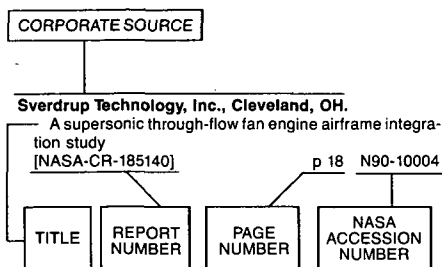 CORPORATE SOURCE
Sverdrup Technology, Inc., Cleveland, OH.
A supersonic through-flow fan engine airframe integra-
tion study
[NASA-CR-185140] p 18 N90-10004
TITLE
REPORT NUMBER
PAGE NUMBER
NASA ACCESSION NUMBER